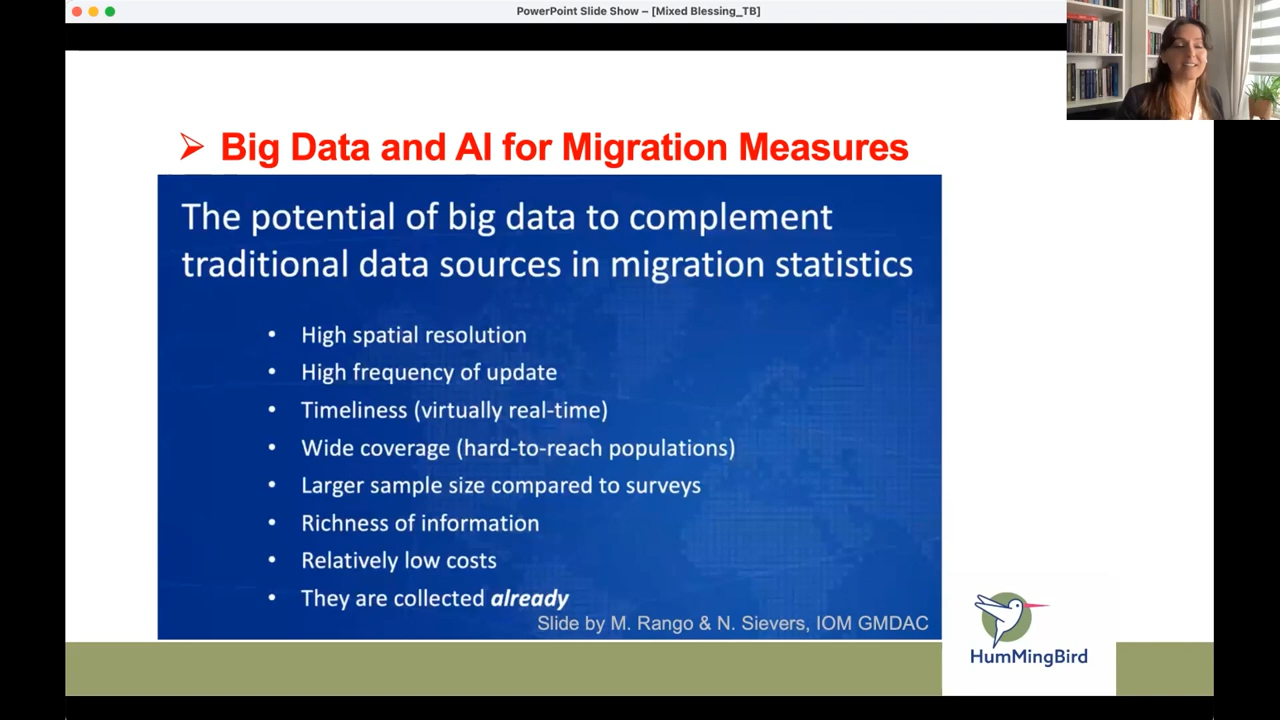 PowerPoint Slide Show – [Mixed Blessing_TB]
➢ Big Data and AI for Migration Measures
The potential of big data to complement
traditional data sources in migration statistics
• High spatial resolution
• High frequency of update
• Timeliness (virtually real-time)
• Wide coverage (hard-to-reach populations)
• Larger sample size compared to surveys
• Richness of information
• Relatively low costs
• They are collected already
Slide by M. Rango & N. Sievers, IOM GMDAC
HumMingBird